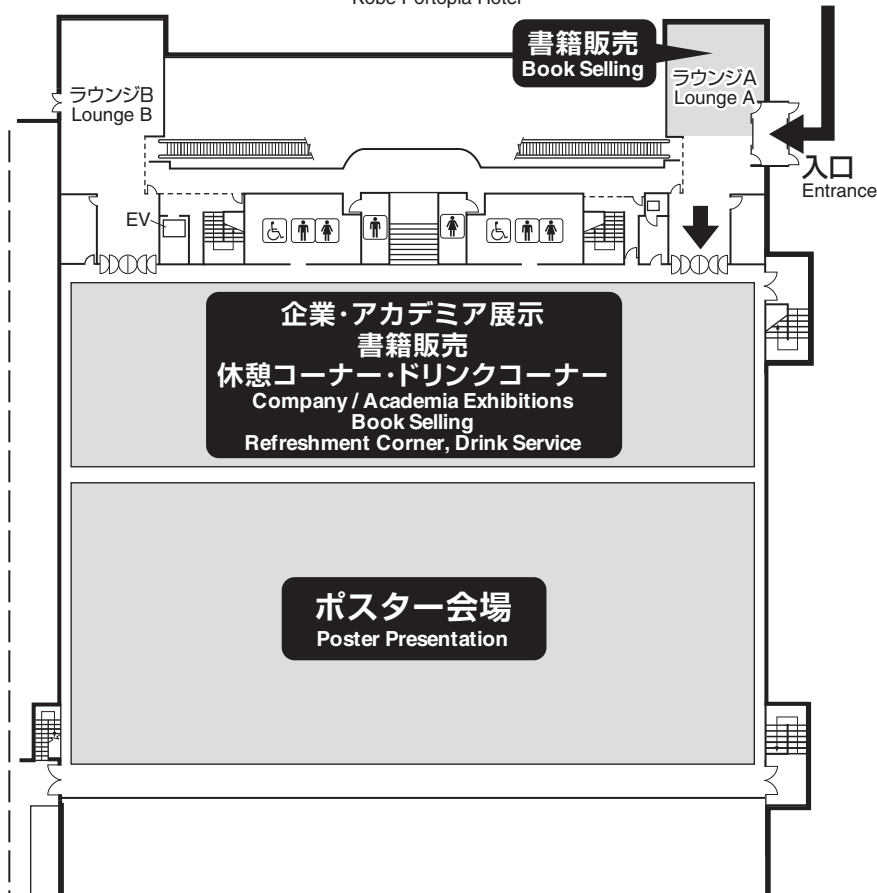 Kobe Portopia Hotel
書籍販売
Book Selling
ラウンジA
Lounge A
ラウンジB
Lounge B
入口
Entrance
EV
企業・アカデミア展示
書籍販売
休憩コーナー・ドリンクコーナー
Company / Academia Exhibitions
Book Selling
Refreshment Corner, Drink Service
ポスター会場
Poster Presentation